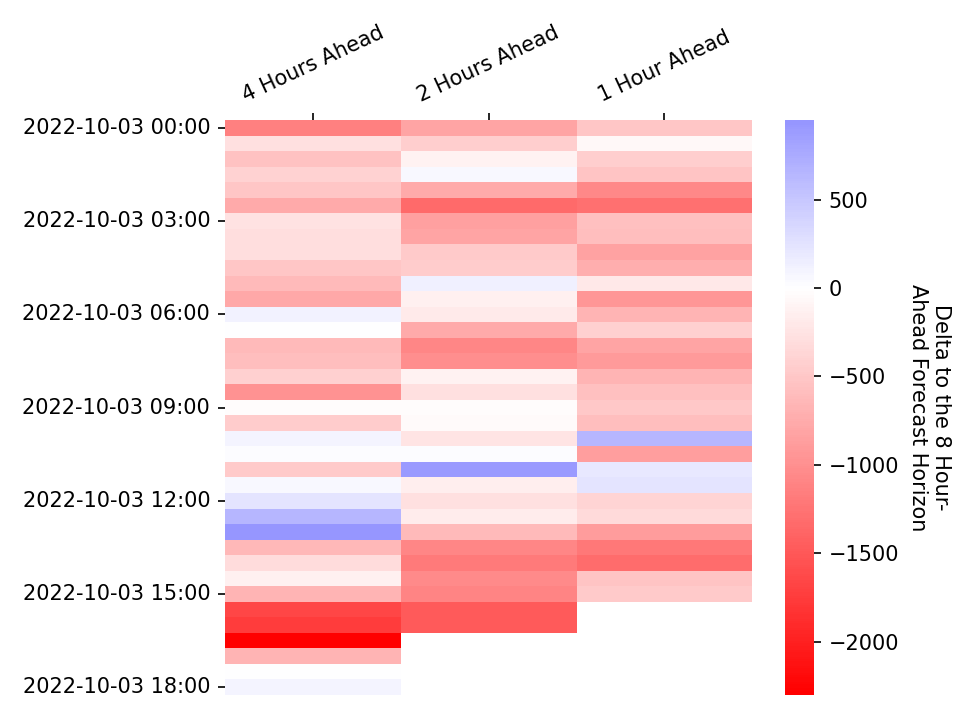 4 Hours Ahead
2 Hours Ahead
1 Hour Ahead
2022-10-03 00:00
2022-10-03 03:00
2022-10-03 06:00
2022-10-03 09:00
2022-10-03 12:00
2022-10-03 15:00
2022-10-03 18:00
500
0
−500
−1000
−1500
−2000
Delta to the 8 Hour-
Ahead Forecast Horizon